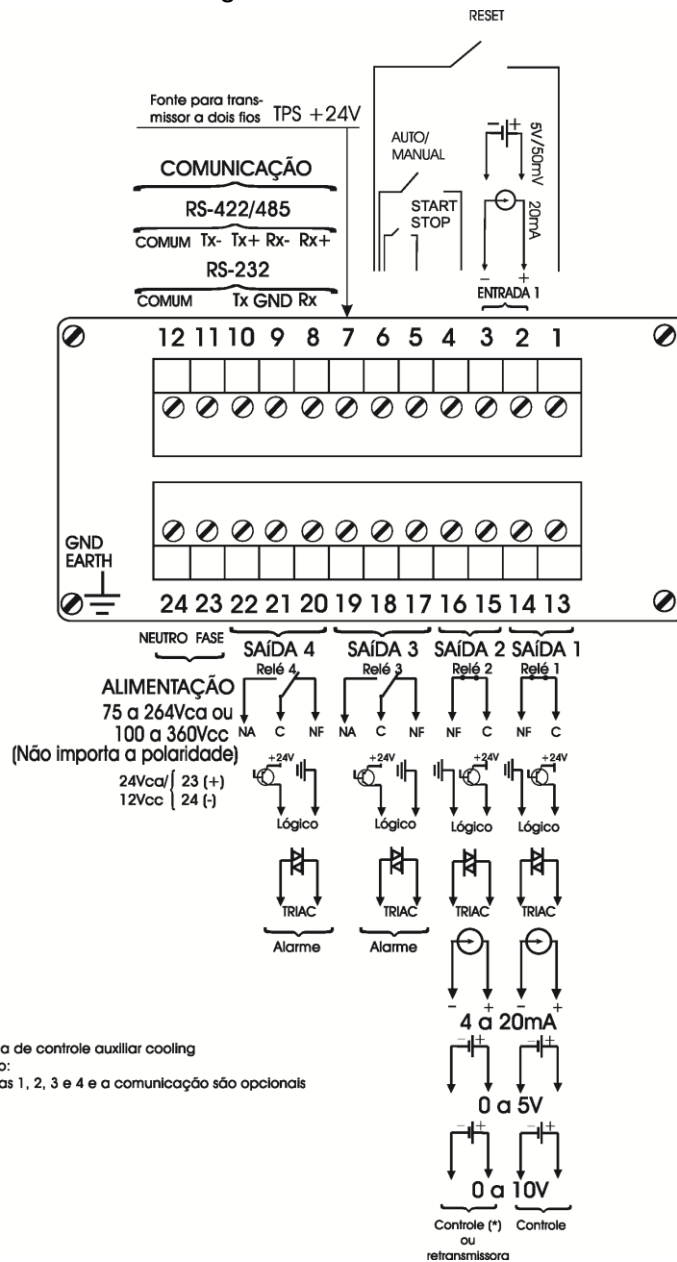 RESET
Fonte para trans-
missor a dois fios TPS +24V
COMUNICAÇÃO
RS-422/485
COMUM Tx- Tx+ Rx- Rx+
RS-232
COMUM Tx GND Rx
AUTO/
MANUAL
START
STOP
- +
5V/50mV
20mA
- +
ENTRADA 1
12 11 10 9 8 7 6 5 4 3 2 1
GND
EARTH
24 23 22 21 20 19 18 17 16 15 14 13
NEUTRO FASE
SAÍDA 4 SAÍDA 3 SAÍDA 2 SAÍDA 1
Relé 4 Relé 3 Relé 2 Relé 1
ALIMENTAÇÃO
75 a 264Vca ou
100 a 360Vcc
(Não importa a polaridade)
24Vca/ 23 (+)
12Vcc 24 (-)
NA C NF NA C NF NF C NF C
+24V +24V +24V +24V
Lógico Lógico Lógico Lógico
TRIAC TRIAC TRIAC TRIAC
Alarme Alarme
- + - +
4 a 20mA
- + - +
0 a 5V
- + - +
0 a 10V
Controle (*) Controle
ou
retransmissora
a de controle auxiliar cooling
o:
as 1, 2, 3 e 4 e a comunicação são opcionais